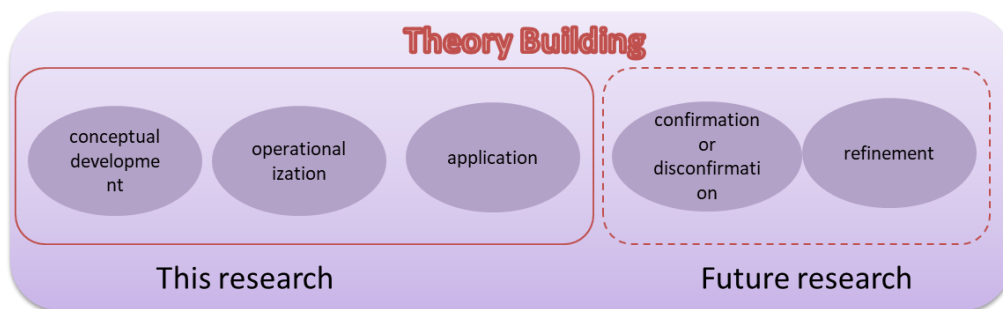 Theory Building
conceptual
developme
nt
operational
ization
application
confirmation
or
disconfirmati
on
refinement
This research
Future research